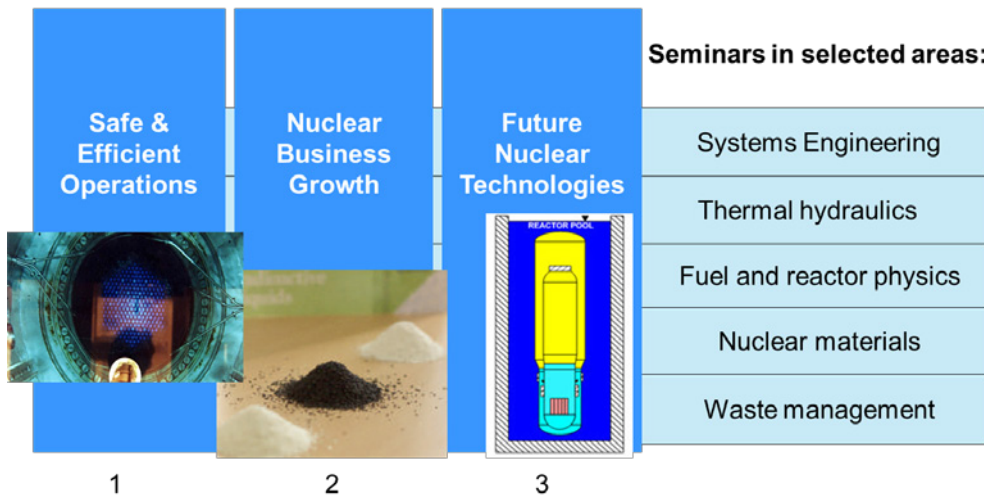 Seminars in selected areas:
Safe &
Efficient
Operations
Nuclear
Business
Growth
Future
Nuclear
Technologies
REACTOR POOL
Systems Engineering
Thermal hydraulics
Fuel and reactor physics
Nuclear materials
Waste management
1
2
3